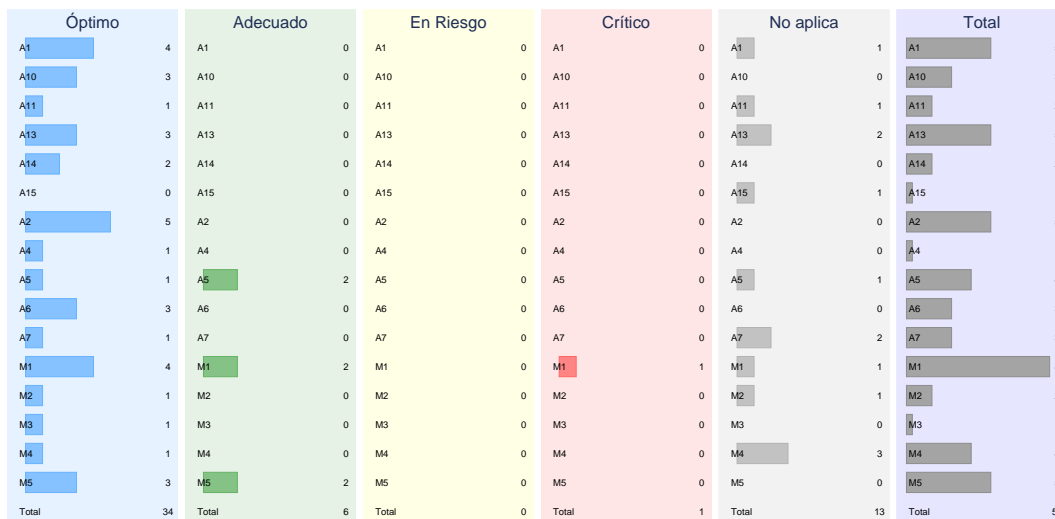 Óptimo Adecuado En Riesgo Crítico No aplica Total
A1 4 A1 0 A1 0 A1 0 A1 1 A1
A10 3 A10 0 A10 0 A10 0 A10 0 A10
A11 1 A11 0 A11 0 A11 0 A11 1 A11
A13 3 A13 0 A13 0 A13 0 A13 2 A13
A14 2 A14 0 A14 0 A14 0 A14 0 A14
A15 0 A15 0 A15 0 A15 0 A15 1 A15
A2 5 A2 0 A2 0 A2 0 A2 0 A2
A4 1 A4 0 A4 0 A4 0 A4 0 A4
A5 1 A5 2 A5 0 A5 0 A5 1 A5
A6 3 A6 0 A6 0 A6 0 A6 0 A6
A7 1 A7 0 A7 0 A7 0 A7 2 A7
M1 4 M1 2 M1 0 M1 1 M1 1 M1
M2 1 M2 0 M2 0 M2 0 M2 1 M2
M3 1 M3 0 M3 0 M3 0 M3 0 M3
M4 1 M4 0 M4 0 M4 0 M4 3 M4
M5 3 M5 2 M5 0 M5 0 M5 0 M5
Total 34 Total 6 Total 0 Total 1 Total 13 Total